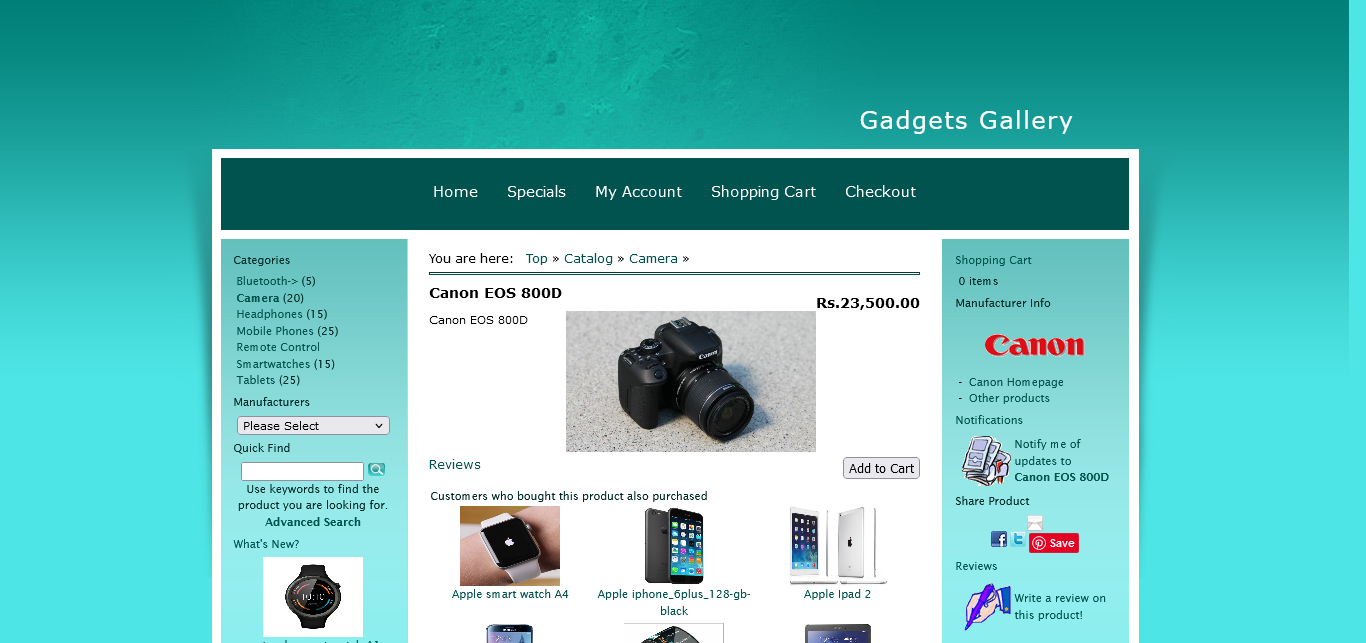 Gadgets Gallery
Home Specials My Account Shopping Cart Checkout
Categories
Bluetooth-> (5)
Camera (20)
Headphones (15)
Mobile Phones (25)
Remote Control
Smartwatches (15)
Tablets (25)
Manufacturers
Please Select
Quick Find
Use keywords to find the
product you are looking for.
Advanced Search
What's New?
You are here: Top » Catalog » Camera »
Canon EOS 800D
Rs.23,500.00
Canon EOS 800D
Canon
Reviews
Add to Cart
Customers who bought this product also purchased
Apple smart watch A4
Apple iphone_6plus_128-gb-
black
Apple Ipad 2
Shopping Cart
0 items
Manufacturer Info
Canon
- Canon Homepage
- Other products
Notifications
Notify me of
updates to
Canon EOS 800D
Share Product
Save
Reviews
Write a review on
this product!